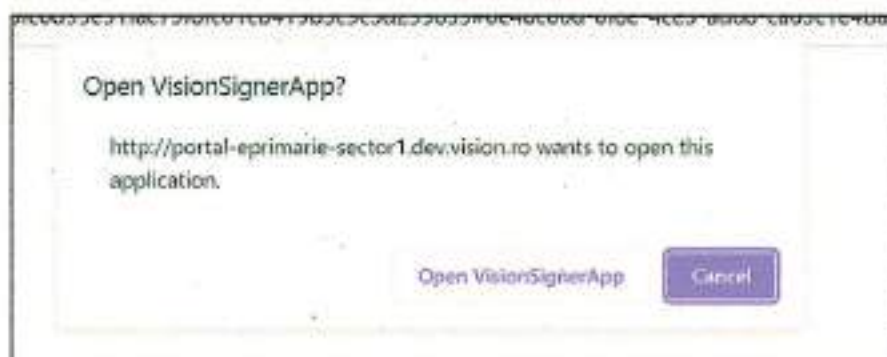 Open VisionSignerApp?
http://portal-eprimarie-sector1.dev.vision.ro wants to open this
application.
Open VisionSignerApp
Cancel